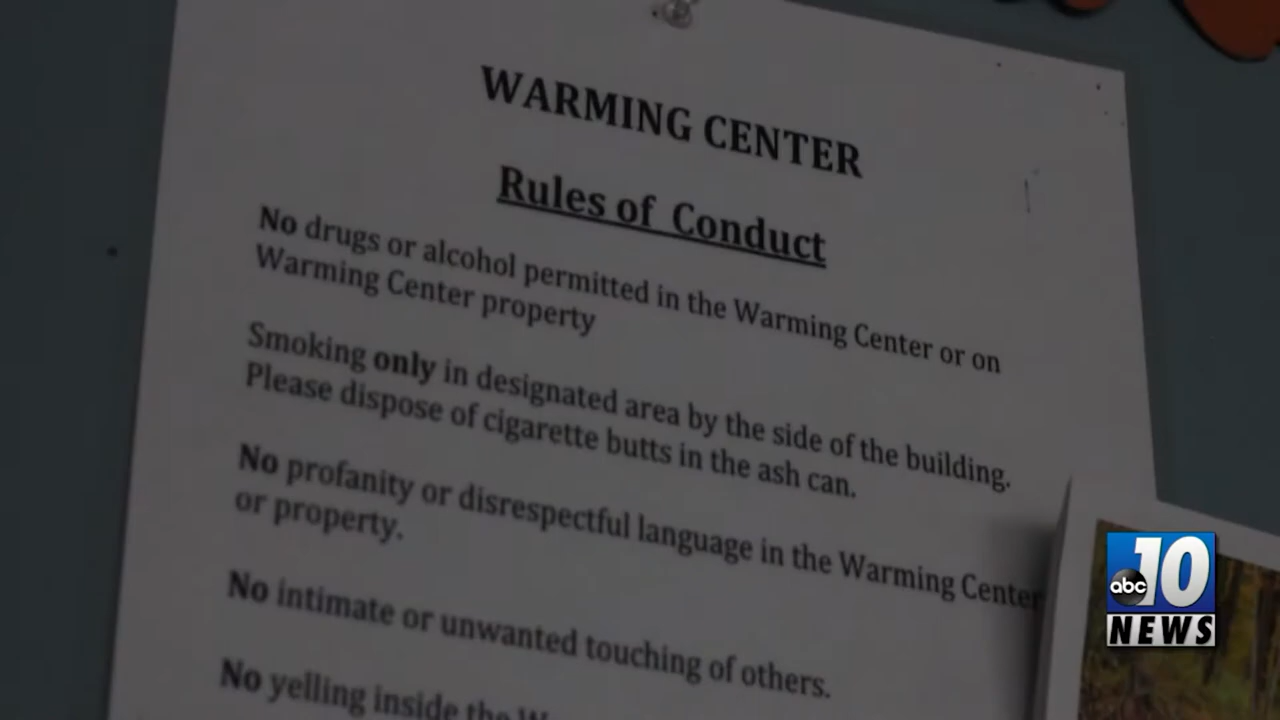 WARMING CENTER
Rules of Conduct
No drugs or alcohol permitted in the Warming Center or on
Warming Center property
Smoking only in designated area by the side of the building.
Please dispose of cigarette butts in the ash can.
No profanity or disrespectful language in the Warming Center
or property.
No intimate or unwanted touching of others.
No yelling inside the
abc 10
NEWS